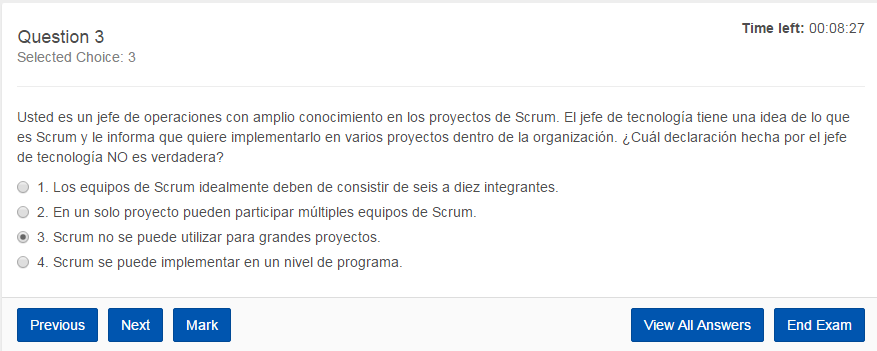 Question 3
Time left: 00:08:27
Selected Choice: 3
Usted es un jefe de operaciones con amplio conocimiento en los proyectos de Scrum. El jefe de tecnología tiene una idea de lo que
es Scrum y le informa que quiere implementarlo en varios proyectos dentro de la organización. ¿Cuál declaración hecha por el jefe
de tecnología NO es verdadera?
1. Los equipos de Scrum idealmente deben de consistir de seis a diez integrantes.
2. En un solo proyecto pueden participar múltiples equipos de Scrum.
3. Scrum no se puede utilizar para grandes proyectos.
4. Scrum se puede implementar en un nivel de programa.
Previous Next Mark View All Answers End Exam